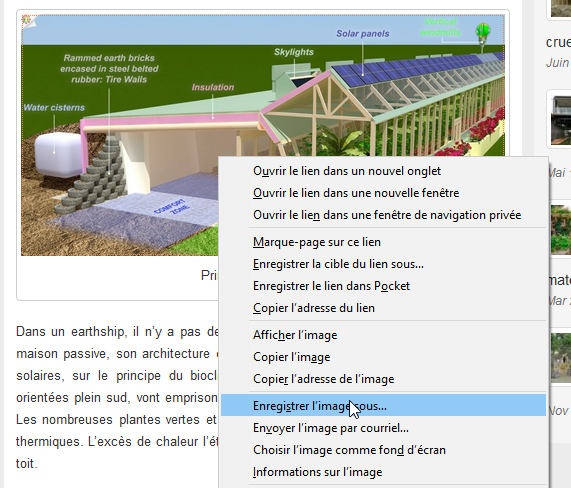 Solar panels
Skylights
Rammed earth bricks
encased in steel belted
rubber: Tire Walls
Insulation
Water cisterns
COMFORT
ZONE
Pri
Dans un earthship, il n'y a pas de
maison passive, son architecture
solaires, sur le principe du biocli
orientées plein sud, vont emprison
Les nombreuses plantes vertes et
thermiques. L'excès de chaleur l'ét
toit.
Ouvrir le lien dans un nouvel onglet
Ouvrir le lien dans une nouvelle fenêtre
Ouvrir le lien dans une fenêtre de navigation privée
Marque-page sur ce lien
Enregistrer la cible du lien sous...
Enregistrer le lien dans Pocket
Copier l'adresse du lien
Afficher l'image
Copier l'image
Copier l'adresse de l'image
Enregistrer l'image sous...
Envoyer l'image par courriel...
Choisir l'image comme fond d'écran
Informations sur l'image
crue
Juin
Mai
mate
Mar
Nov